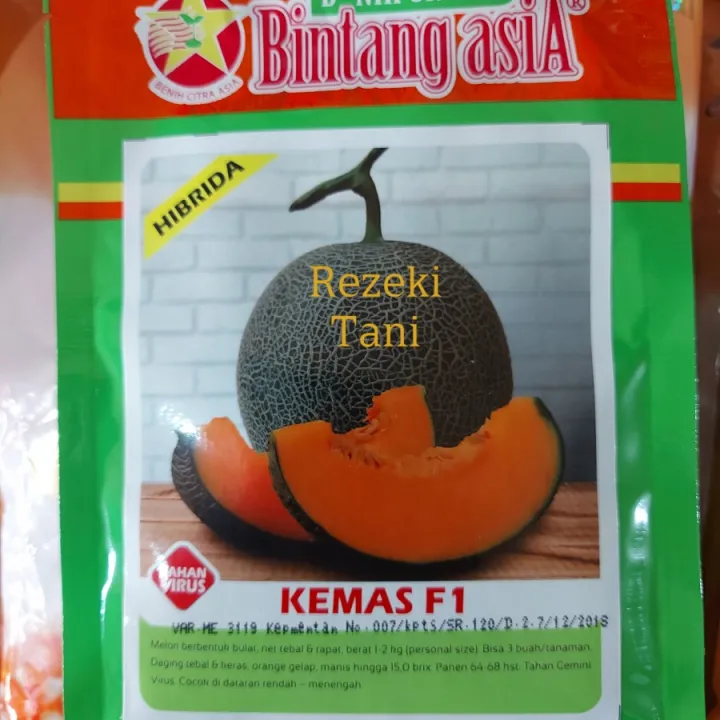 Bintang asiA®
BENIH CITRA ASIA
HIBRIDA
Rezeki
Tani
TAHAN
VIRUS
KEMAS F1
VAR ME 3119 Kepmentan No. 007/kpts/SR.120/D.2.7/12/2018
Melon berbentuk bulat, net tebal & rapat, berat 1-2 kg (personal size). Bisa 3 buah/tanaman.
Daging tebal & keras, orange gelap, manis hingga 15,0 brix. Panen 64-68 hst. Tahan Gemini
Virus. Cocok di dataran rendah – menengah